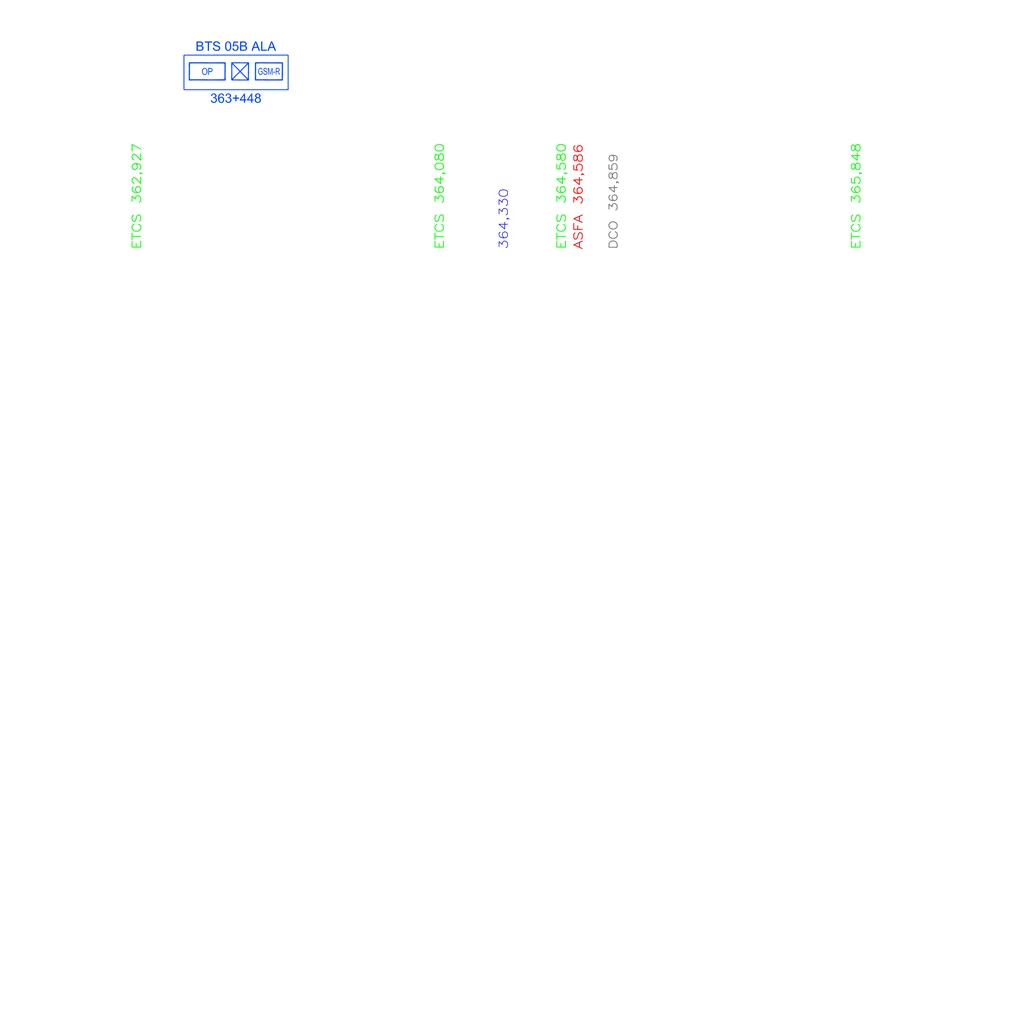 BTS 05B ALA
OP
GSM-R
363+448
ETCS 362,927
ETCS 364,080
364,330
ETCS 364,580
ASFA 364,586
DCO 364,859
ETCS 365,848